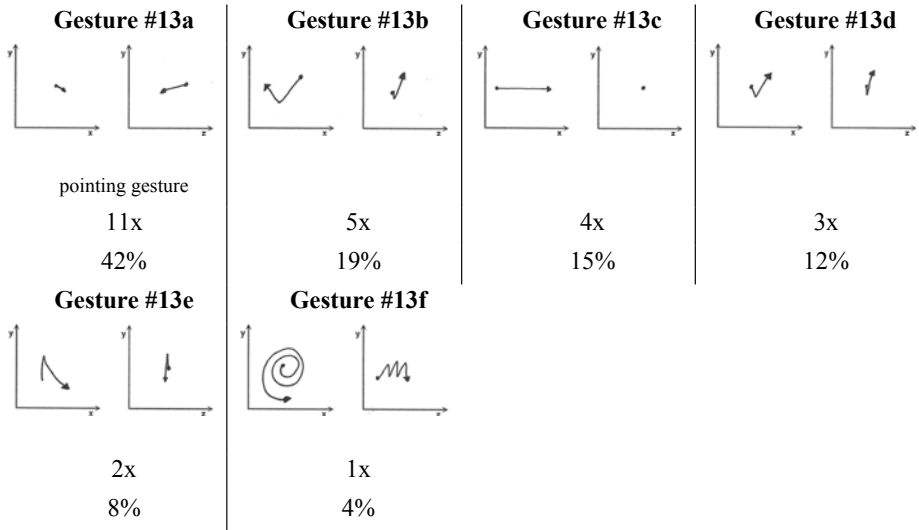 Gesture #13a Gesture #13b Gesture #13c Gesture #13d
y y y y y y y y
x z x z x z x z
pointing gesture
11x 5x 4x 3x
42% 19% 15% 12%
Gesture #13e Gesture #13f
y y y y
x z x z
2x 1x
8% 4%